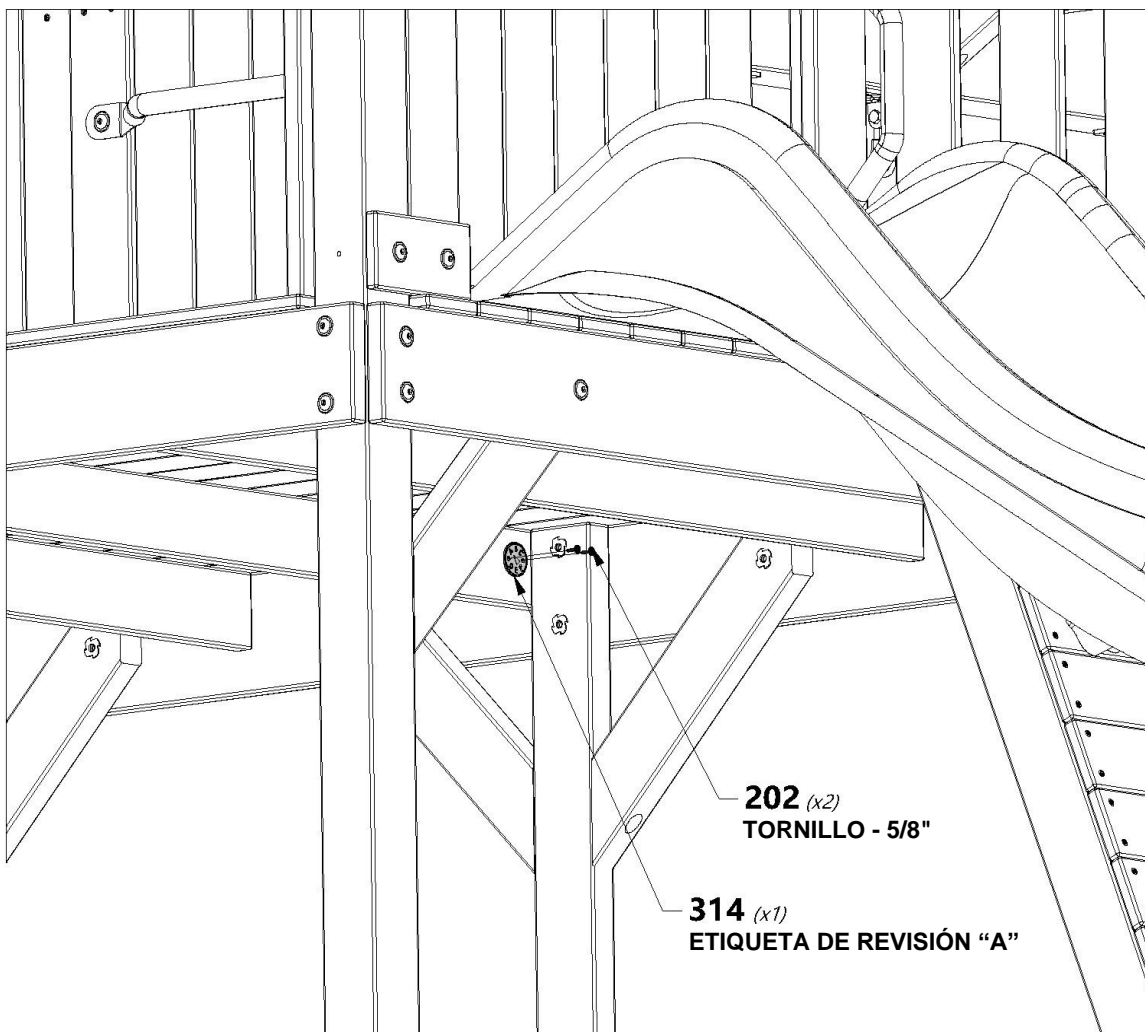 202 (x2)
TORNILLO - 5/8"
314 (x1)
ETIQUETA DE REVISIÓN “A”